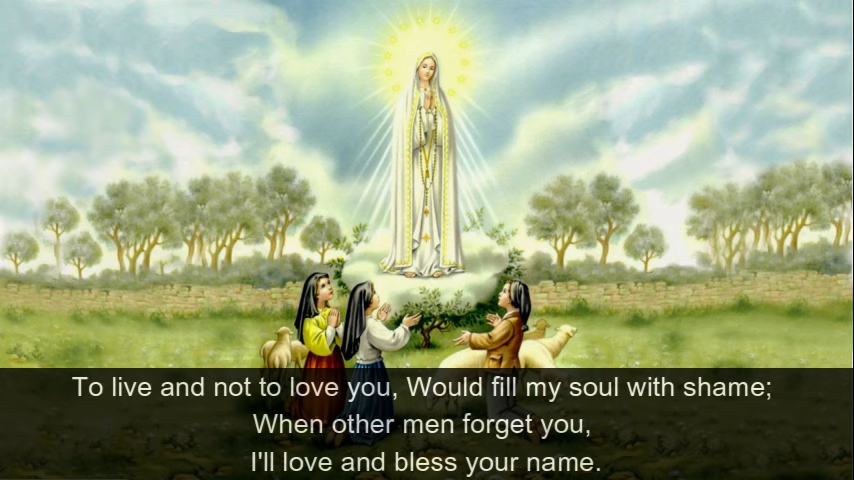 To live and not to love you, Would fill my soul with shame;
When other men forget you,
I'll love and bless your name.